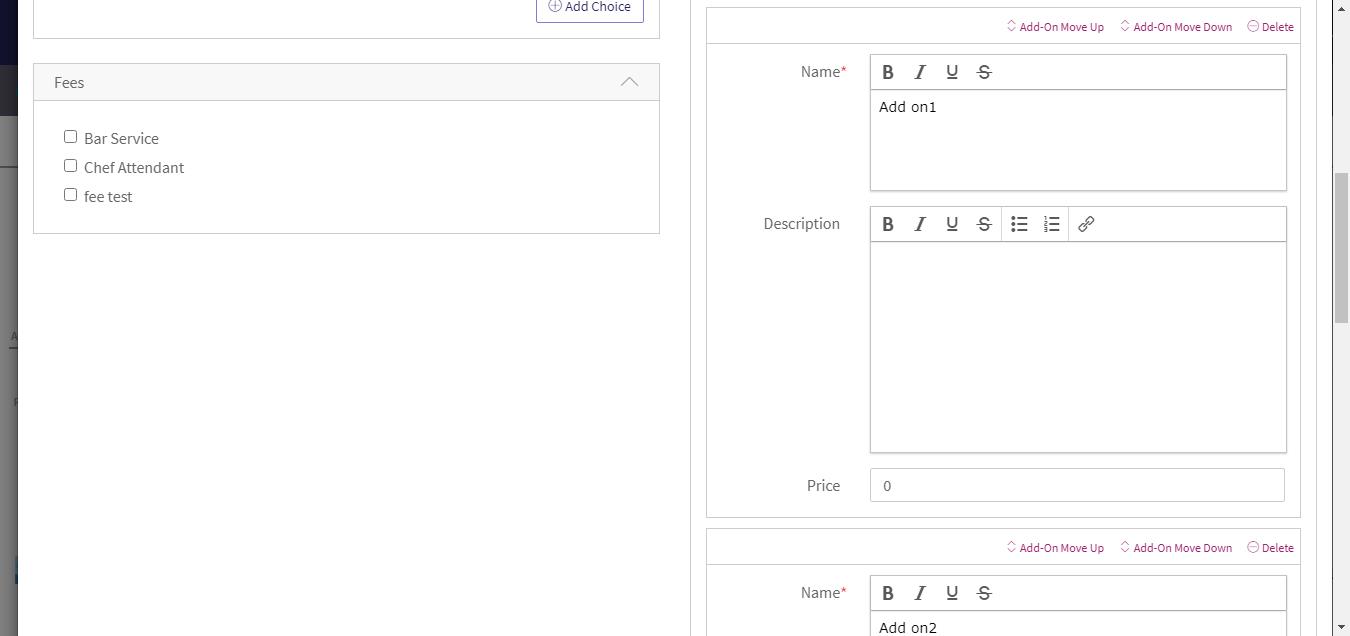 Add Choice
Fees
Bar Service
Chef Attendant
fee test
Add-On Move Up Add-On Move Down Delete
Name*
B I U S
Add on1
Description
B I U S
Price
0
Add-On Move Up Add-On Move Down Delete
Name*
B I U S
Add on2